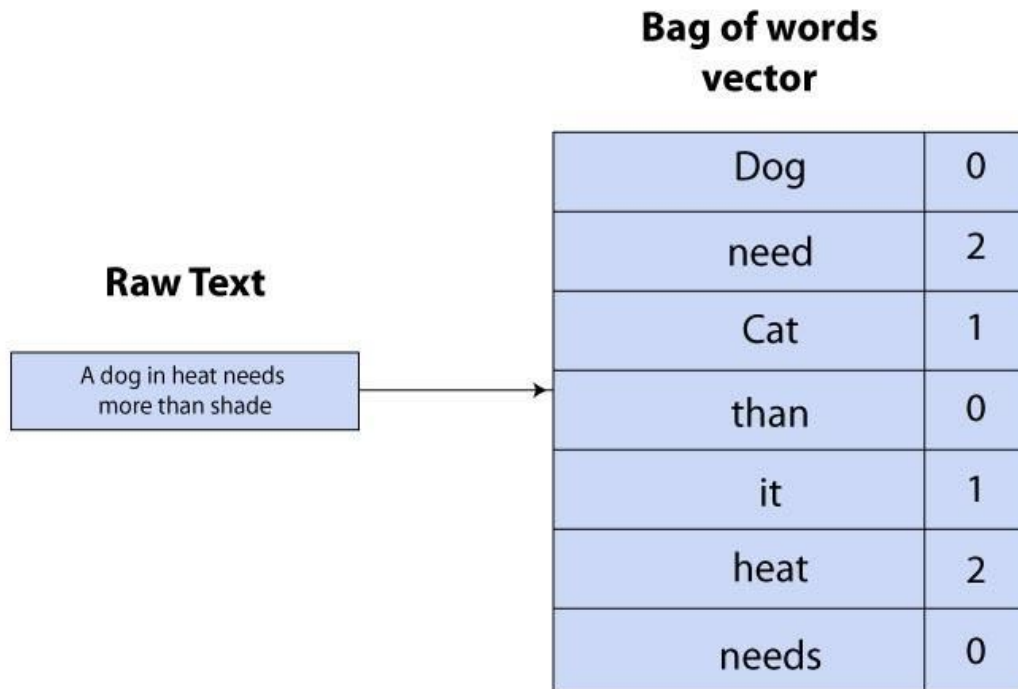 Bag of words
vector
Raw Text
A dog in heat needs
more than shade
Dog 0
need 2
Cat 1
than 0
it 1
heat 2
needs 0